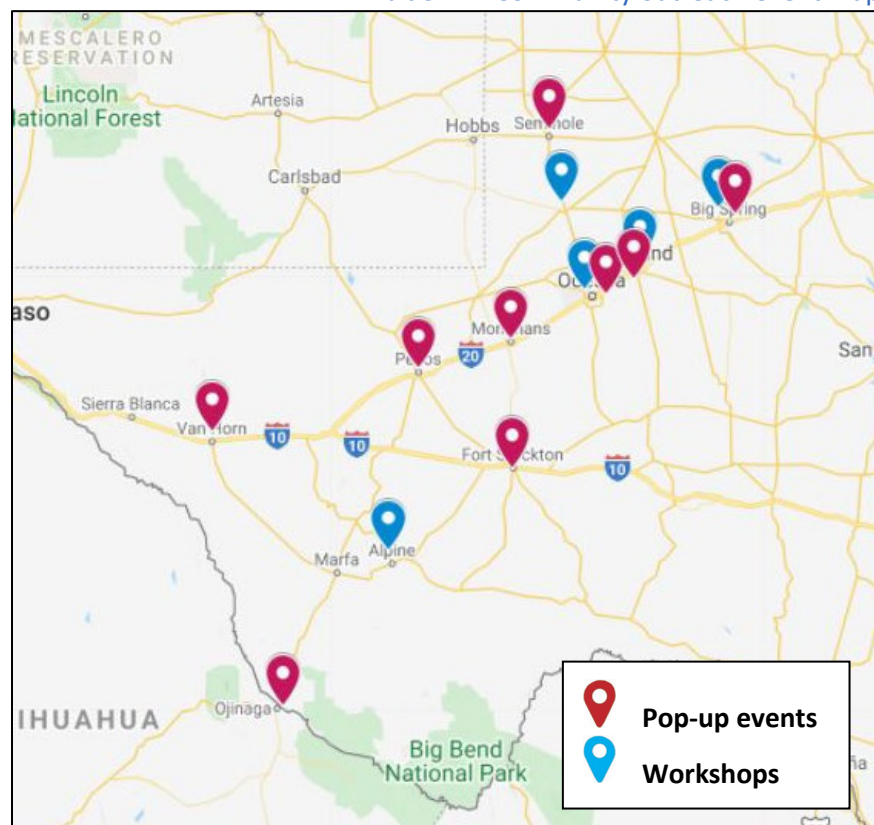 MESCALERO
RESERVATION
Lincoln
National Forest
Artesia
Hobbs
Carlsbad
Big Spring
Sierra Blanca
Van Horn
20
10
10
10
Fort Stockton
Marfa
Alpine
Ojinaga
IHUAHUA
Big Bend
National Park
San
aso
Pop-up events
Workshops